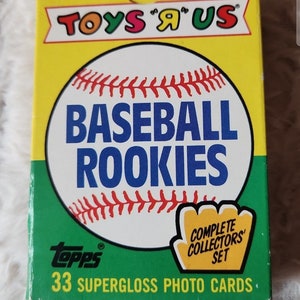 TOYS "Я" US
BASEBALL
ROOKIES
COMPLETE
COLLECTORS'
SET
topps
33 SUPERGLOSS PHOTO CARDS